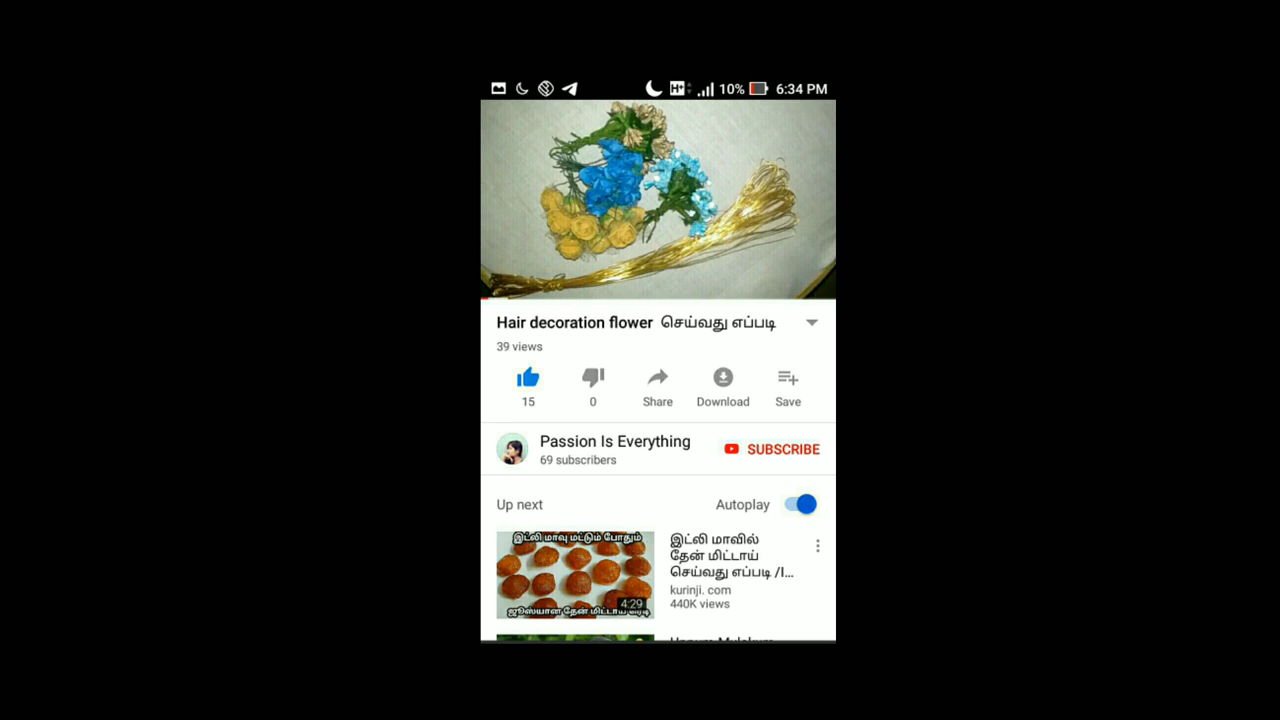 10% 6:34 PM
Hair decoration flower செய்வது எப்படி
39 views
15 0 Share Download Save
Passion Is Everything
SUBSCRIBE
69 subscribers
Up next Autoplay
இட்லி மாவு மட்டும் போதும்
4:29
இட்லி மாவில்
தேன் மிட்டாய்
செய்வது எப்படி /I...
kurinji. com
440K views